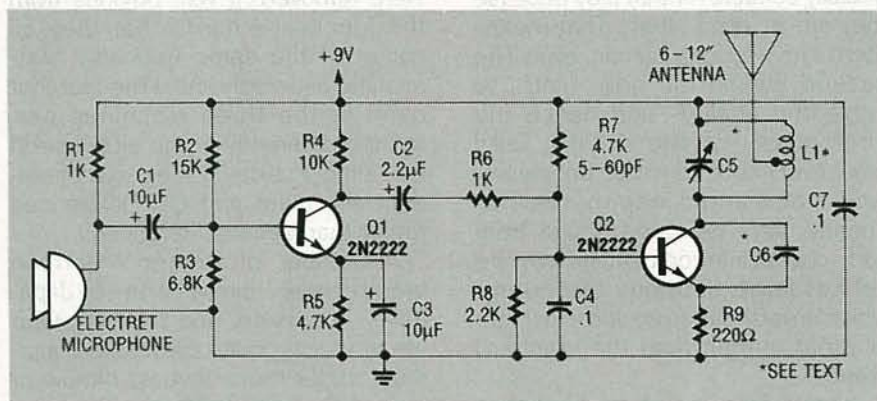 +9V
6–12"
ANTENNA
R1
1K
C1
10µF
+
R2
15K
R4
10K
C2
2.2µF
+
R6
1K
R7
4.7K
5–60pF
*
C5
L1*
C7
.1
Q1
2N2222
Q2
2N2222
*
C6
R3
6.8K
R5
4.7K
+
C3
10µF
R8
2.2K
C4
.1
R9
220Ω
ELECTRET
MICROPHONE
*SEE TEXT